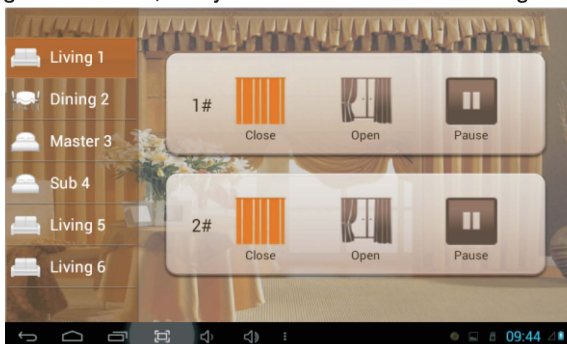 Living 1
Dining 2
Master 3
Sub 4
Living 5
Living 6
1#
Close
Open
Pause
2#
Close
Open
Pause
09:44